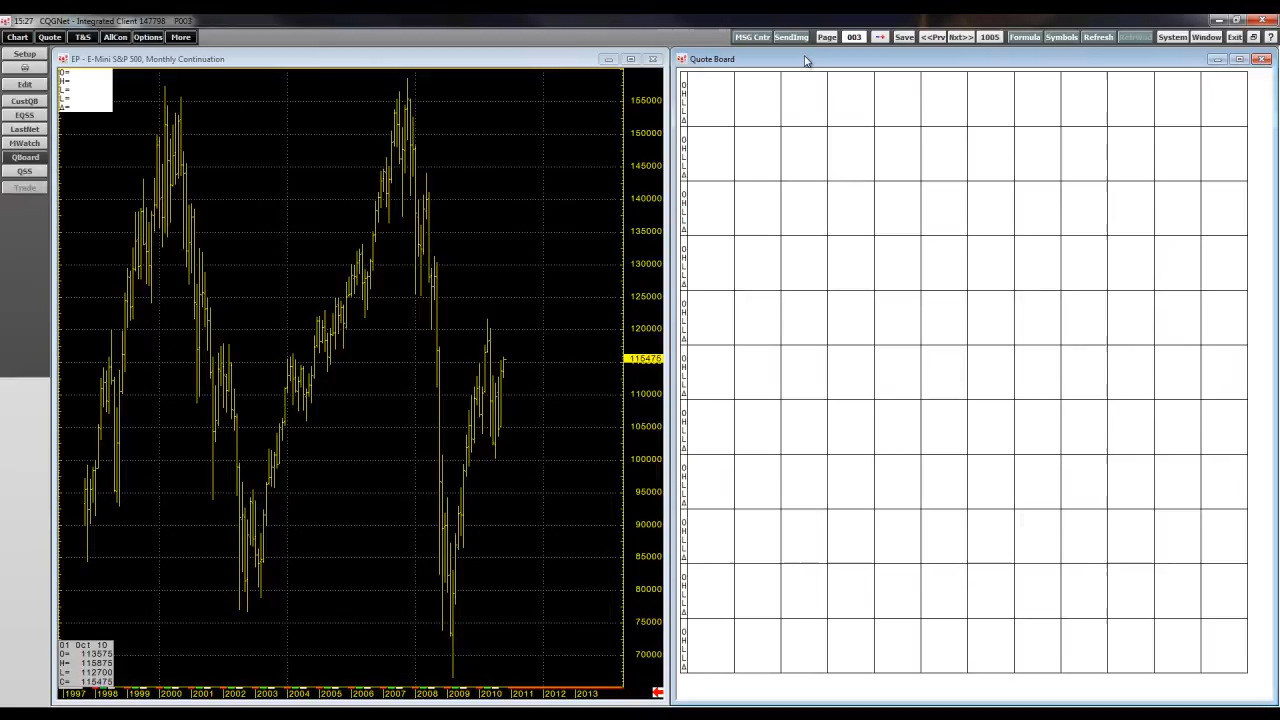 15:27 CQGNet - Integrated Client 147798 P003
Chart Quote T&S AllCon Options More MSG Cntr SendImg Page 003 Save <<Prv Nxt>> 1005 Formula Symbols Refresh System Window Exit ?
Setup
Edit
CustQB
EQSS
LastNet
MWatch
QBoard
QSS
Trade
EP - E-Mini S&P 500, Monthly Continuation
O=
H=
L=
L=
Δ=
155000
150000
145000
140000
135000
130000
125000
120000
115475
110000
105000
100000
95000
90000
85000
80000
75000
70000
01 Oct 10
O= 113575
H= 115875
L= 112700
C= 115475
1997 1998 1999 2000 2001 2002 2003 2004 2005 2006 2007 2008 2009 2010 2011 2012 2013
Quote Board
O
H
L
L
Δ
O
H
L
L
Δ
O
H
L
L
Δ
O
H
L
L
Δ
O
H
L
L
Δ
O
H
L
L
Δ
O
H
L
L
Δ
O
H
L
L
Δ
O
H
L
L
Δ
O
H
L
L
Δ
O
H
L
L
Δ